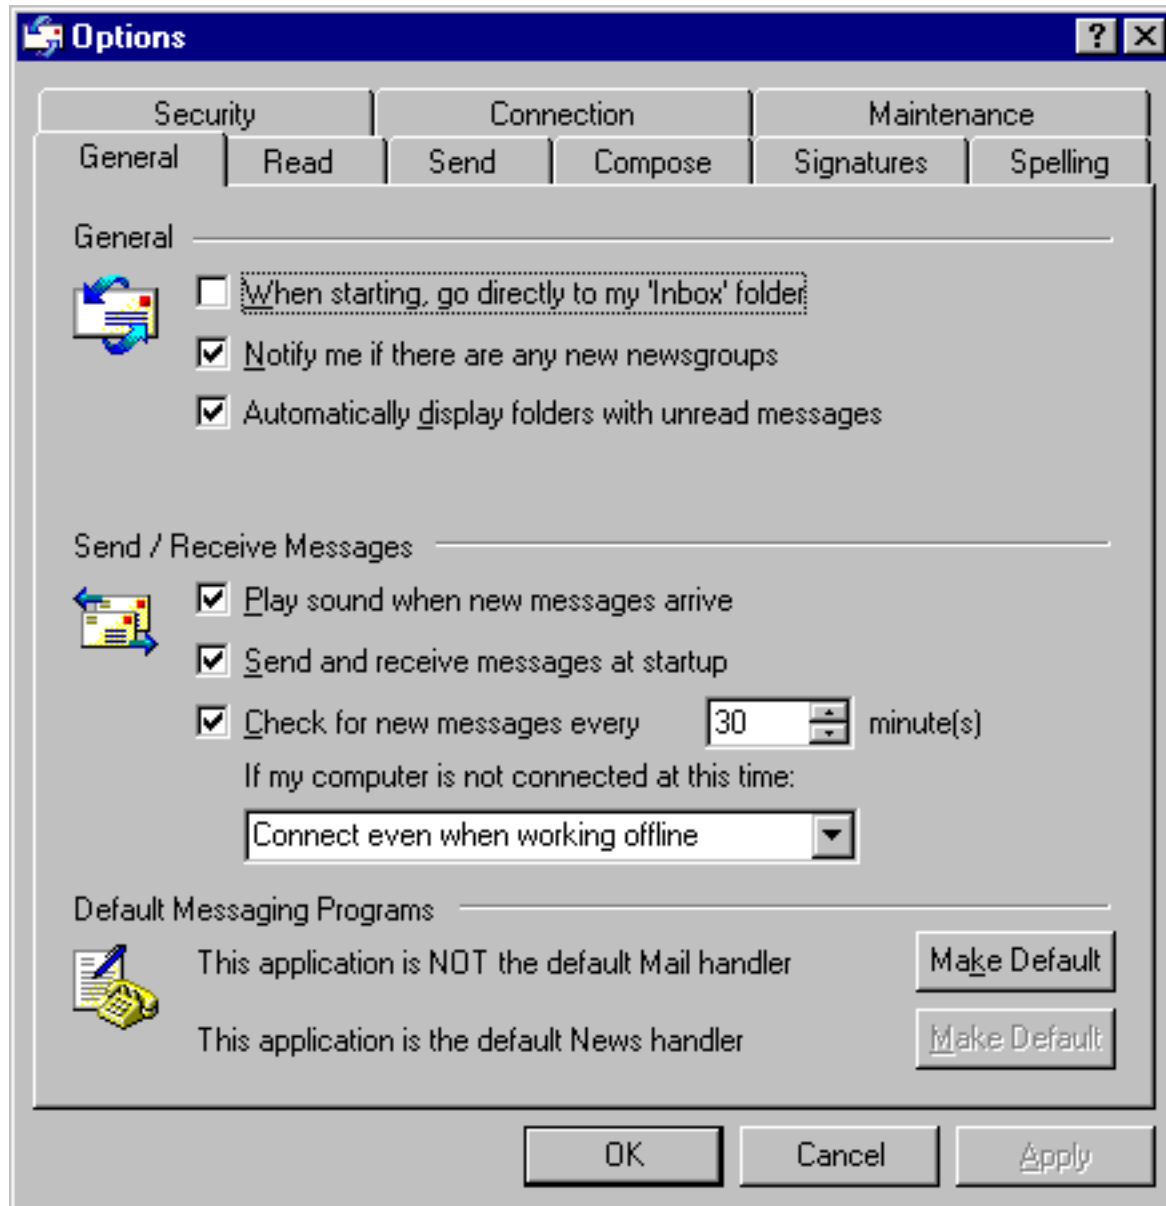 Options
Security Connection Maintenance
General Read Send Compose Signatures Spelling
General
When starting, go directly to my 'Inbox' folder
Notify me if there are any new newsgroups
Automatically display folders with unread messages
Send / Receive Messages
Play sound when new messages arrive
Send and receive messages at startup
Check for new messages every 30 minute(s)
If my computer is not connected at this time:
Connect even when working offline
Default Messaging Programs
This application is NOT the default Mail handler Make Default
This application is the default News handler Make Default
OK Cancel Apply